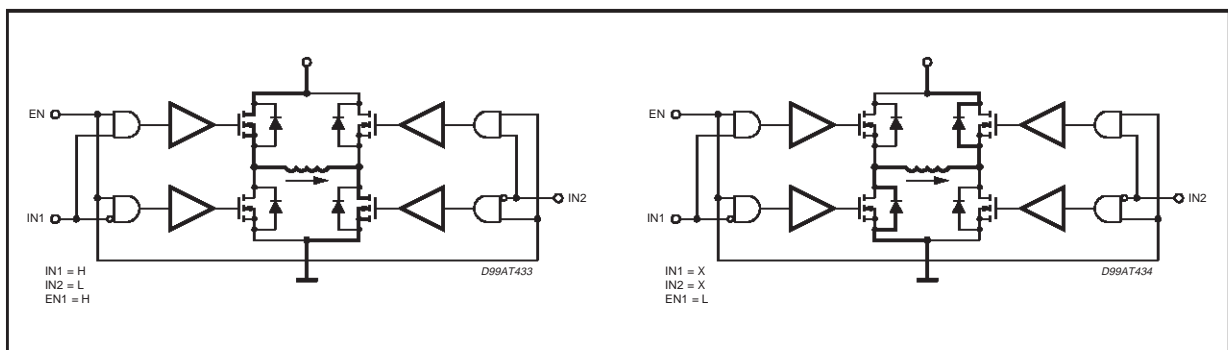 EN
IN1
IN2
IN1 = H
IN2 = L
EN1 = H
D99AT433
EN
IN1
IN2
IN1 = X
IN2 = X
EN1 = L
D99AT434